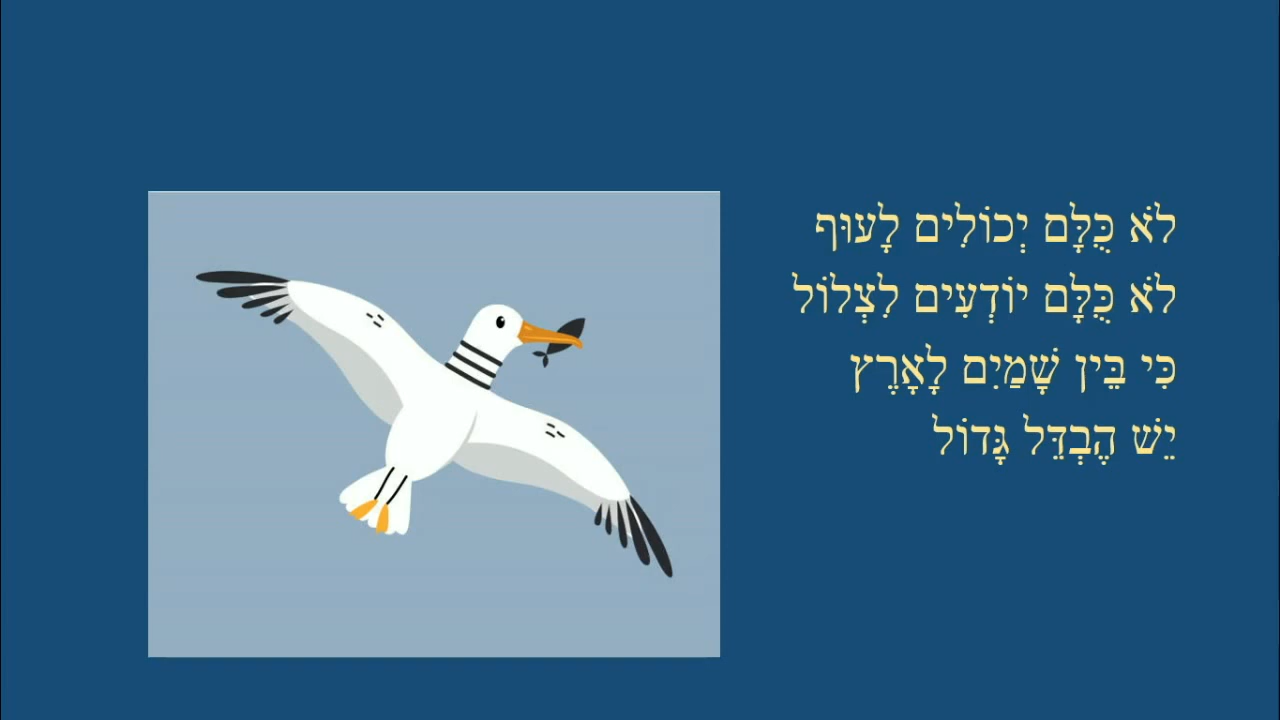 לֹא כֻּלָּם יְכוֹלִים לָעוּף
לֹא כֻּלָּם יוֹדְעִים לִצְלוֹל
כִּי בֵּין שָׁמַיִם לָאָרֶץ
יֵשׁ הֶבְדֵּל גָּדוֹל